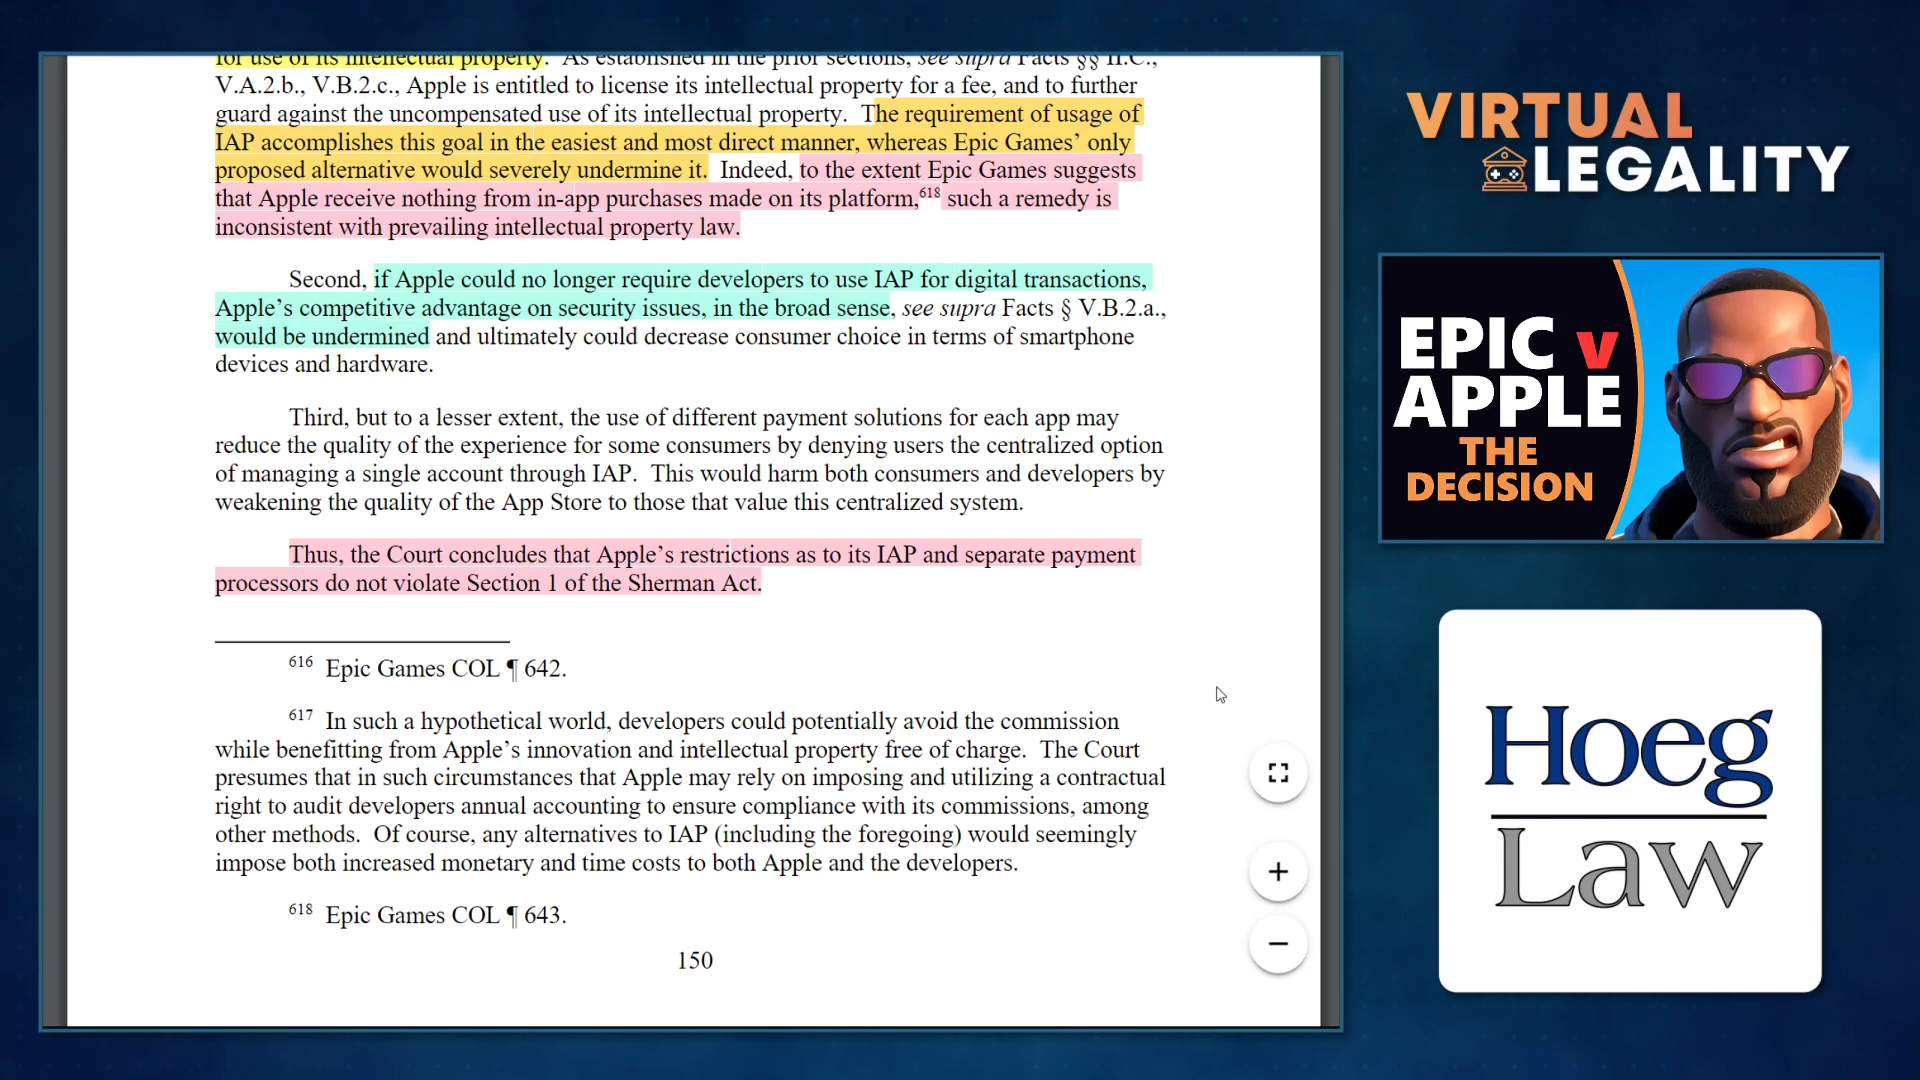 for use of its intellectual property. As established in the prior sections, see supra Facts §§ II.C.,
V.A.2.b., V.B.2.c., Apple is entitled to license its intellectual property for a fee, and to further
guard against the uncompensated use of its intellectual property. The requirement of usage of
IAP accomplishes this goal in the easiest and most direct manner, whereas Epic Games’ only
proposed alternative would severely undermine it. Indeed, to the extent Epic Games suggests
that Apple receive nothing from in-app purchases made on its platform,618 such a remedy is
inconsistent with prevailing intellectual property law.
Second, if Apple could no longer require developers to use IAP for digital transactions,
Apple’s competitive advantage on security issues, in the broad sense, see supra Facts § V.B.2.a.,
would be undermined and ultimately could decrease consumer choice in terms of smartphone
devices and hardware.
Third, but to a lesser extent, the use of different payment solutions for each app may
reduce the quality of the experience for some consumers by denying users the centralized option
of managing a single account through IAP. This would harm both consumers and developers by
weakening the quality of the App Store to those that value this centralized system.
Thus, the Court concludes that Apple’s restrictions as to its IAP and separate payment
processors do not violate Section 1 of the Sherman Act.
616 Epic Games COL ¶ 642.
617 In such a hypothetical world, developers could potentially avoid the commission
while benefitting from Apple’s innovation and intellectual property free of charge. The Court
presumes that in such circumstances that Apple may rely on imposing and utilizing a contractual
right to audit developers annual accounting to ensure compliance with its commissions, among
other methods. Of course, any alternatives to IAP (including the foregoing) would seemingly
impose both increased monetary and time costs to both Apple and the developers.
618 Epic Games COL ¶ 643.
150
VIRTUAL
LEGALITY
EPIC v
APPLE
THE
DECISION
Hoeg
Law